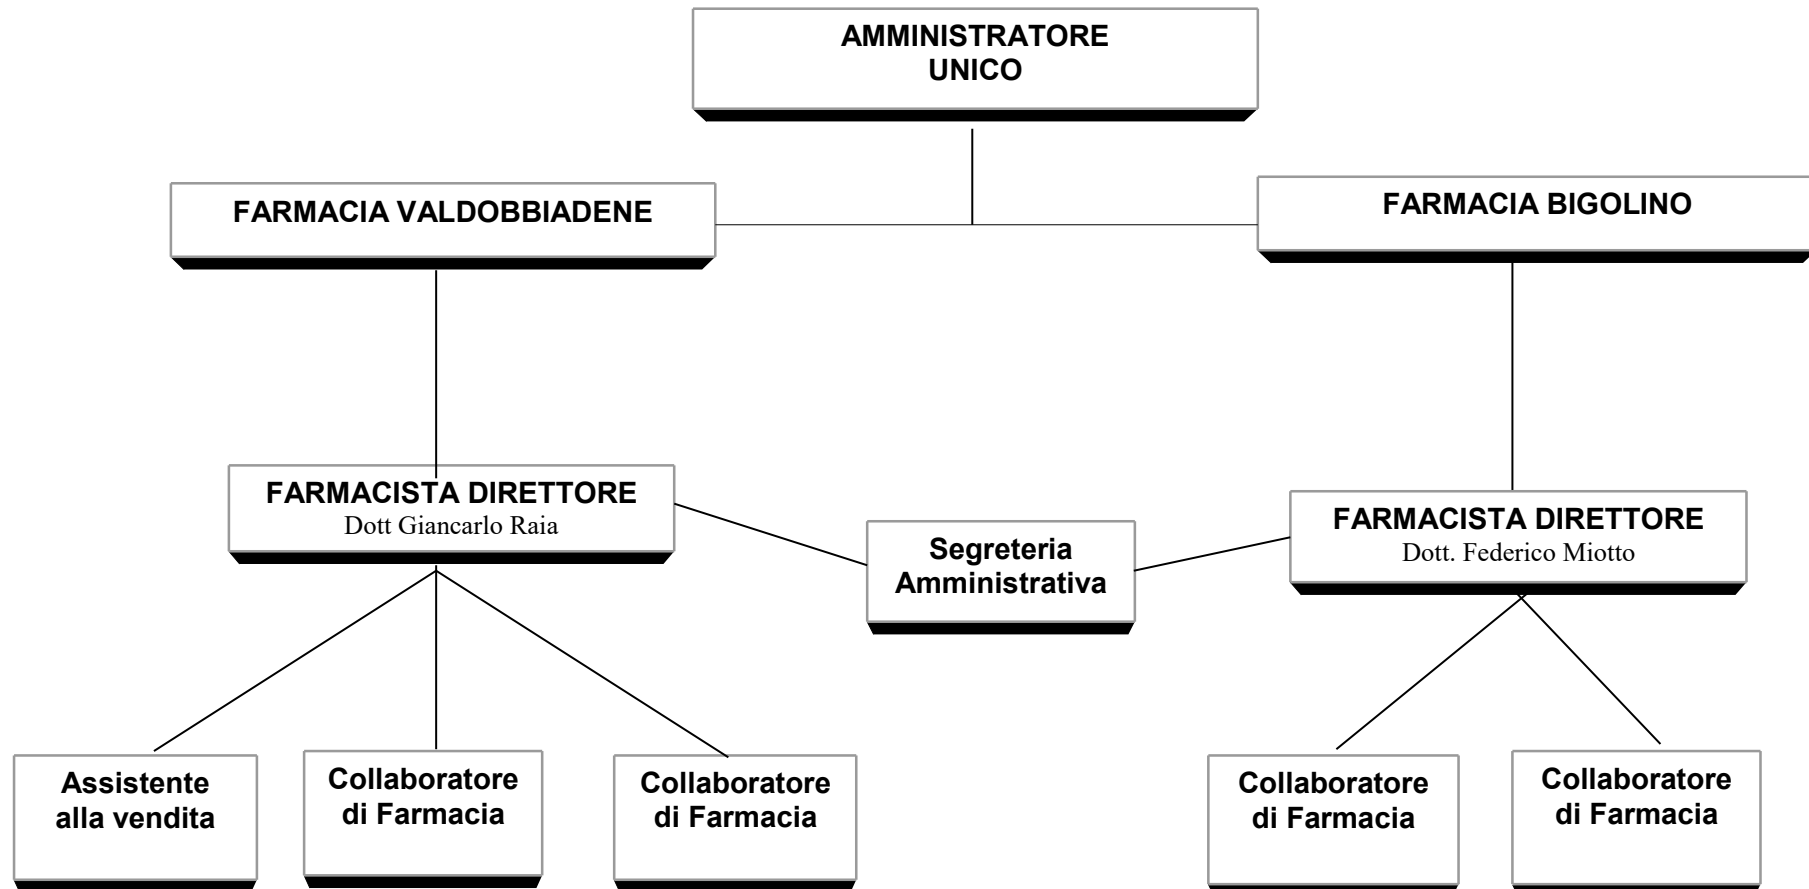 AMMINISTRATORE
UNICO
FARMACIA VALDOBBIADENE
FARMACIA BIGOLINO
FARMACISTA DIRETTORE
Dott Giancarlo Raia
Segreteria
Amministrativa
FARMACISTA DIRETTORE
Dott. Federico Miotto
Assistente
alla vendita
Collaboratore
di Farmacia
Collaboratore
di Farmacia
Collaboratore
di Farmacia
Collaboratore
di Farmacia